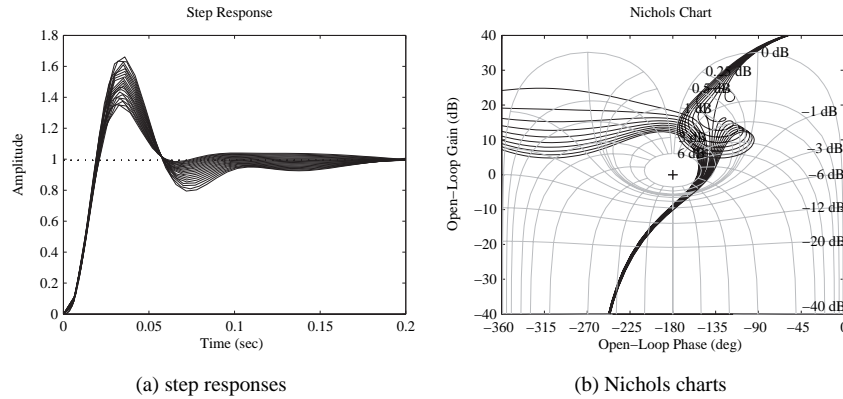 Step Response
1.8
1.6
1.4
1.2
1
0.8
0.6
0.4
0.2
0
0
0.05
0.1
0.15
0.2
Amplitude
Time (sec)
(a) step responses
Nichols Chart
40
30
20
10
0
−10
−20
−30
−40
−360
−315
−270
−225
−180
−135
−90
−45
0
Open−Loop Gain (dB)
Open−Loop Phase (deg)
0 dB
0.25 dB
0.5 dB
1 dB
−1 dB
−3 dB
6 dB
−6 dB
−12 dB
−20 dB
−40 dB
(b) Nichols charts